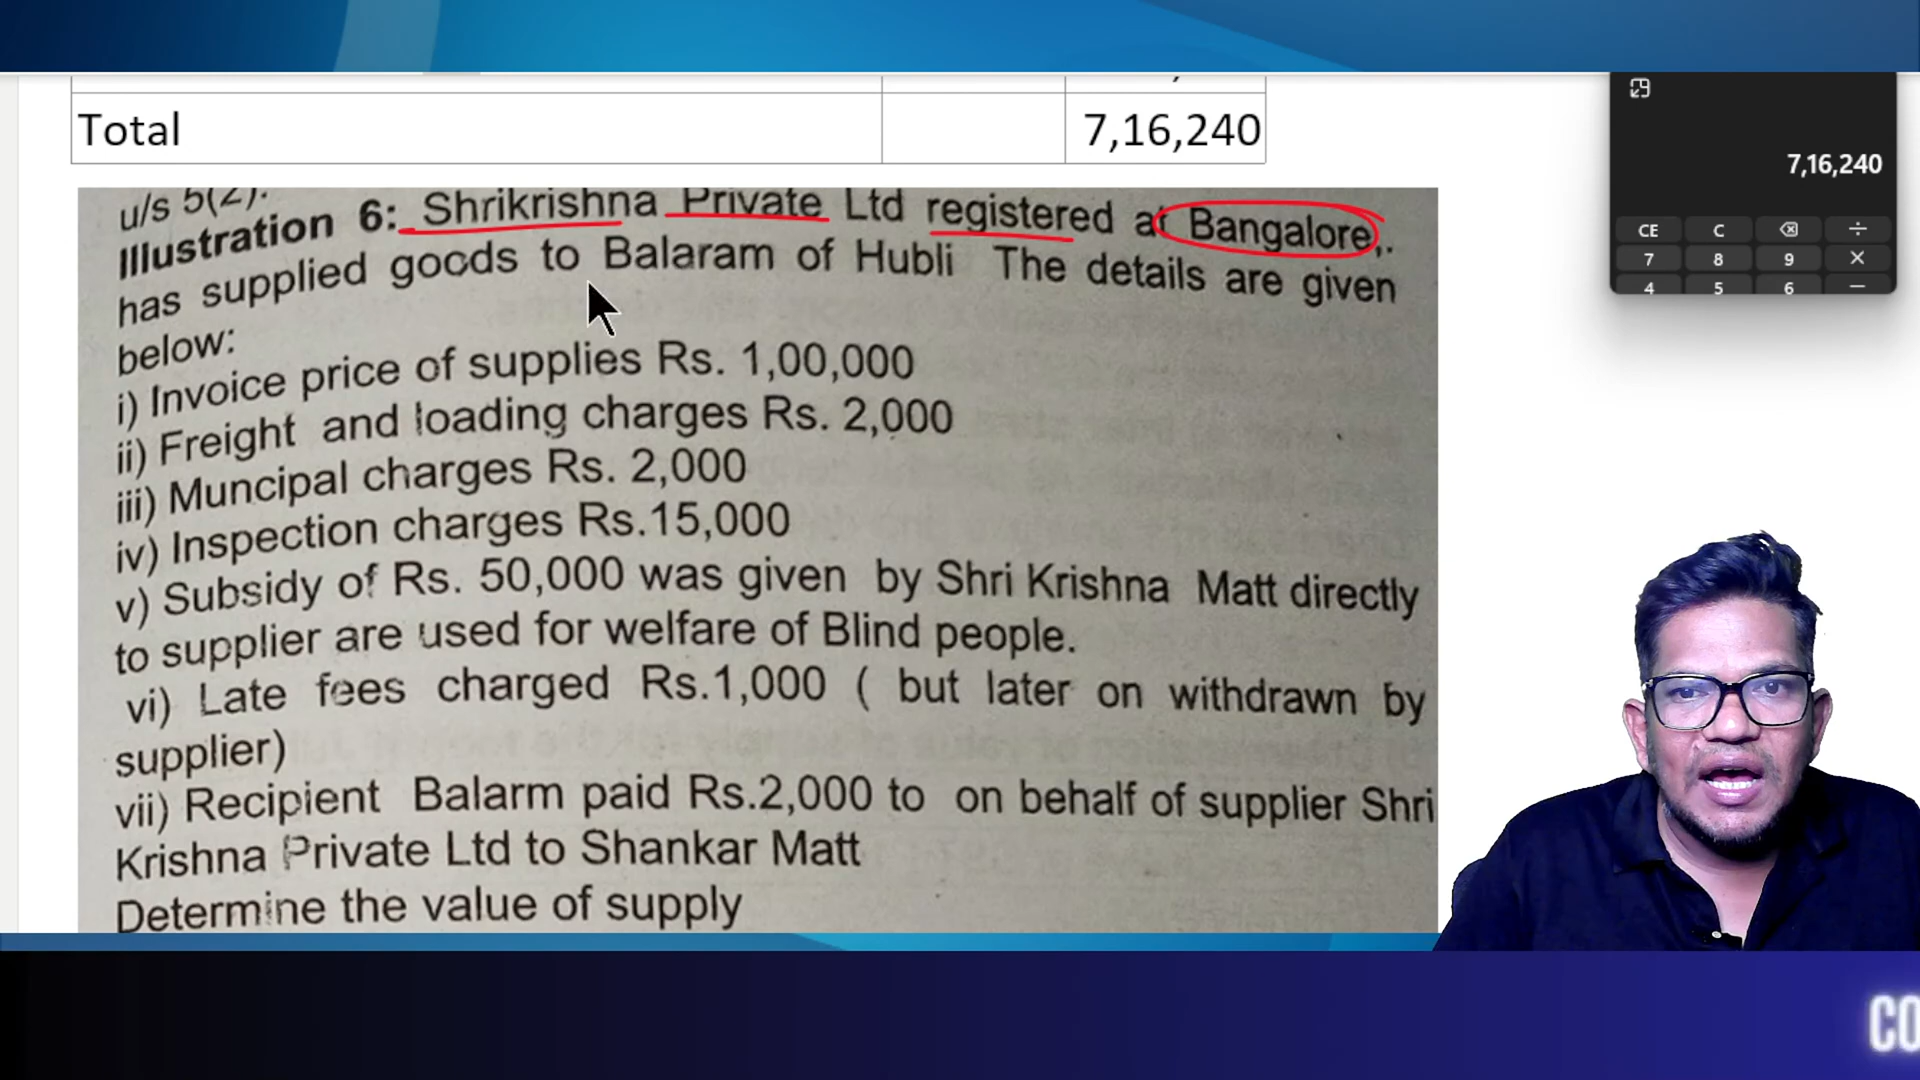 Total 7,16,240
7,16,240
CE C ⌫ ÷
7 8 9 ×
4 5 6 −
u/s 5(2).
Illustration 6: Shrikrishna Private Ltd registered at Bangalore,.
has supplied goods to Balaram of Hubli The details are given
below:
i) Invoice price of supplies Rs. 1,00,000
ii) Freight and loading charges Rs. 2,000
iii) Muncipal charges Rs. 2,000
iv) Inspection charges Rs.15,000
v) Subsidy of Rs. 50,000 was given by Shri Krishna Matt directly
to supplier are used for welfare of Blind people.
vi) Late fees charged Rs.1,000 ( but later on withdrawn by
supplier)
vii) Recipient Balarm paid Rs.2,000 to on behalf of supplier Shri
Krishna Private Ltd to Shankar Matt
Determine the value of supply
CO